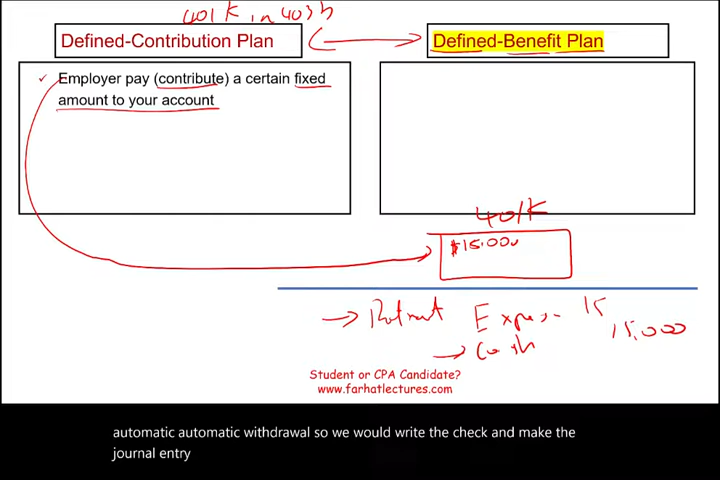 401K in 403b
Defined-Contribution Plan
Defined-Benefit Plan
✓ Employer pay (contribute) a certain fixed
amount to your account
401K
$15.000
Expense 15
15.000
Cash
Student or CPA Candidate?
www.farhatlectures.com
automatic automatic withdrawal so we would write the check and make the
journal entry